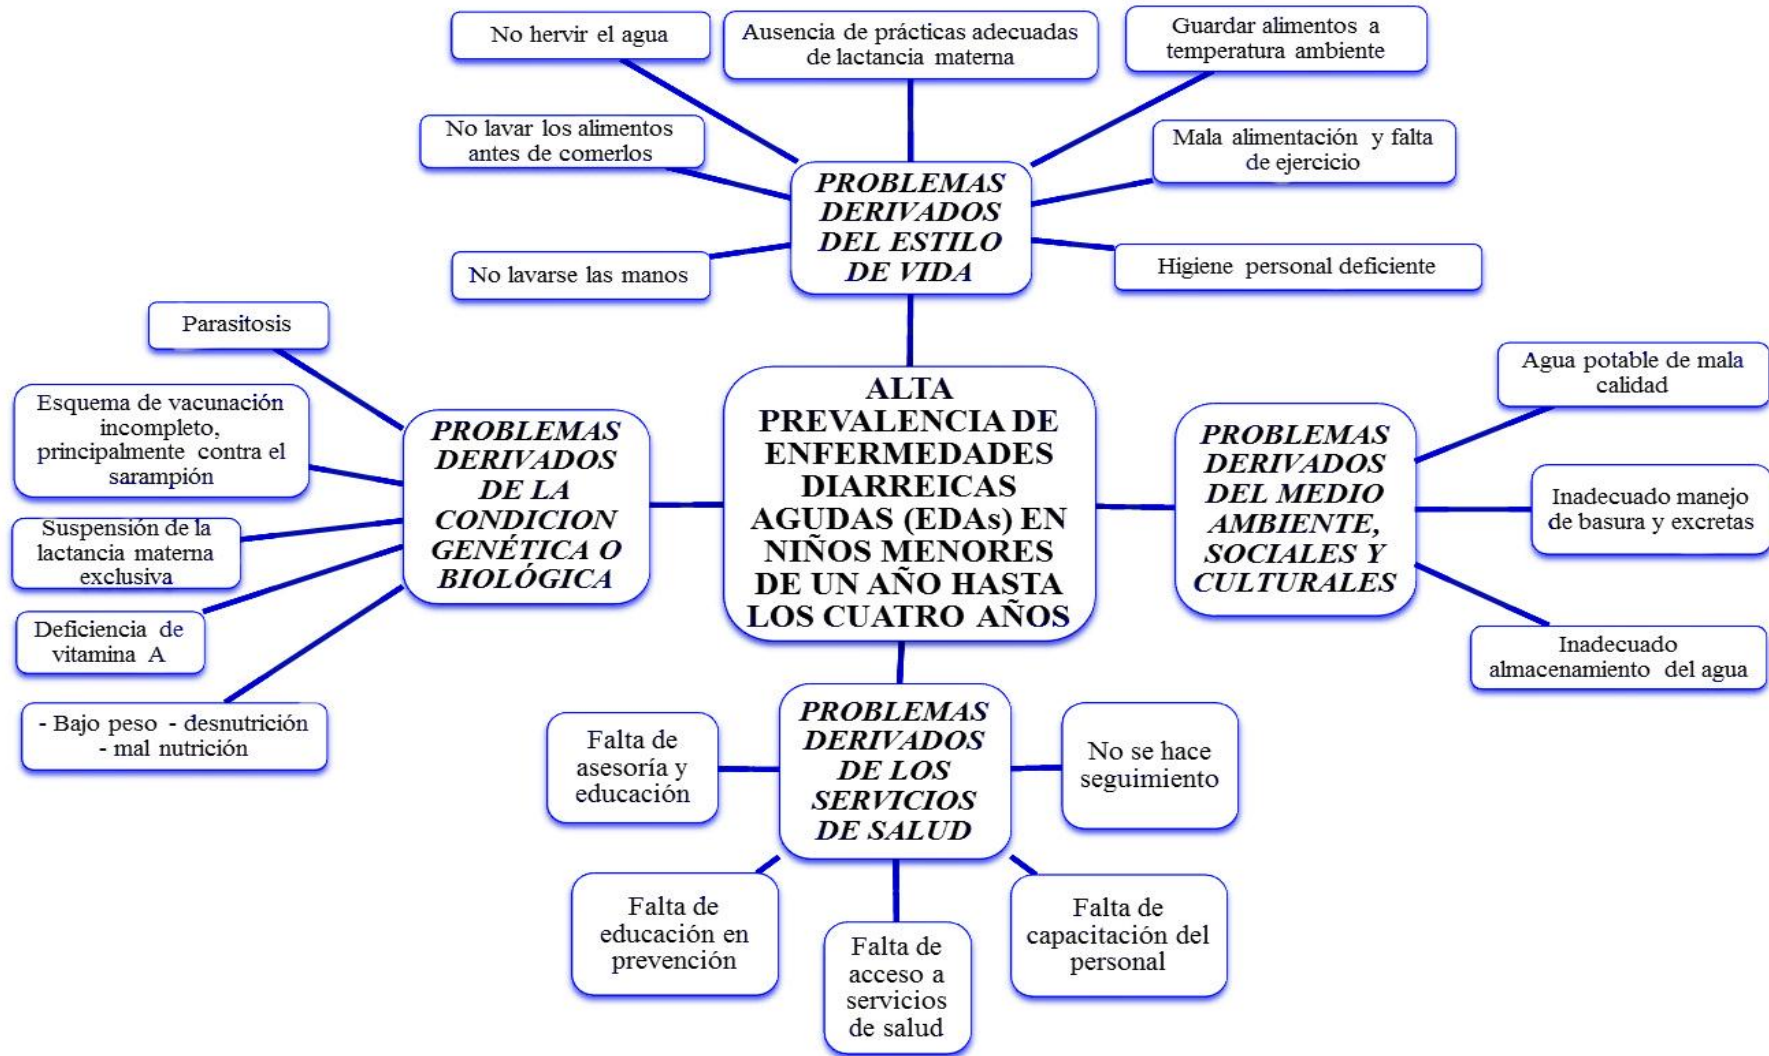 No hervir el agua
Ausencia de prácticas adecuadas
de lactancia materna
Guardar alimentos a
temperatura ambiente
No lavar los alimentos
antes de comerlos
Mala alimentación y falta
de ejercicio
No lavarse las manos
Higiene personal deficiente
PROBLEMAS
DERIVADOS
DEL ESTILO
DE VIDA
Parasitosis
Esquema de vacunación
incompleto,
principalmente contra el
sarampión
Suspensión de la
lactancia materna
exclusiva
Deficiencia de
vitamina A
- Bajo peso - desnutrición
- mal nutrición
PROBLEMAS
DERIVADOS
DE LA
CONDICION
GENÉTICA O
BIOLÓGICA
ALTA
PREVALENCIA DE
ENFERMEDADES
DIARREICAS
AGUDAS (EDAs) EN
NIÑOS MENORES
DE UN AÑO HASTA
LOS CUATRO AÑOS
PROBLEMAS
DERIVADOS
DEL MEDIO
AMBIENTE,
SOCIALES Y
CULTURALES
Agua potable de mala
calidad
Inadecuado manejo
de basura y excretas
Inadecuado
almacenamiento del agua
PROBLEMAS
DERIVADOS
DE LOS
SERVICIOS
DE SALUD
Falta de
asesoría y
educación
No se hace
seguimiento
Falta de
educación en
prevención
Falta de
acceso a
servicios
de salud
Falta de
capacitación del
personal